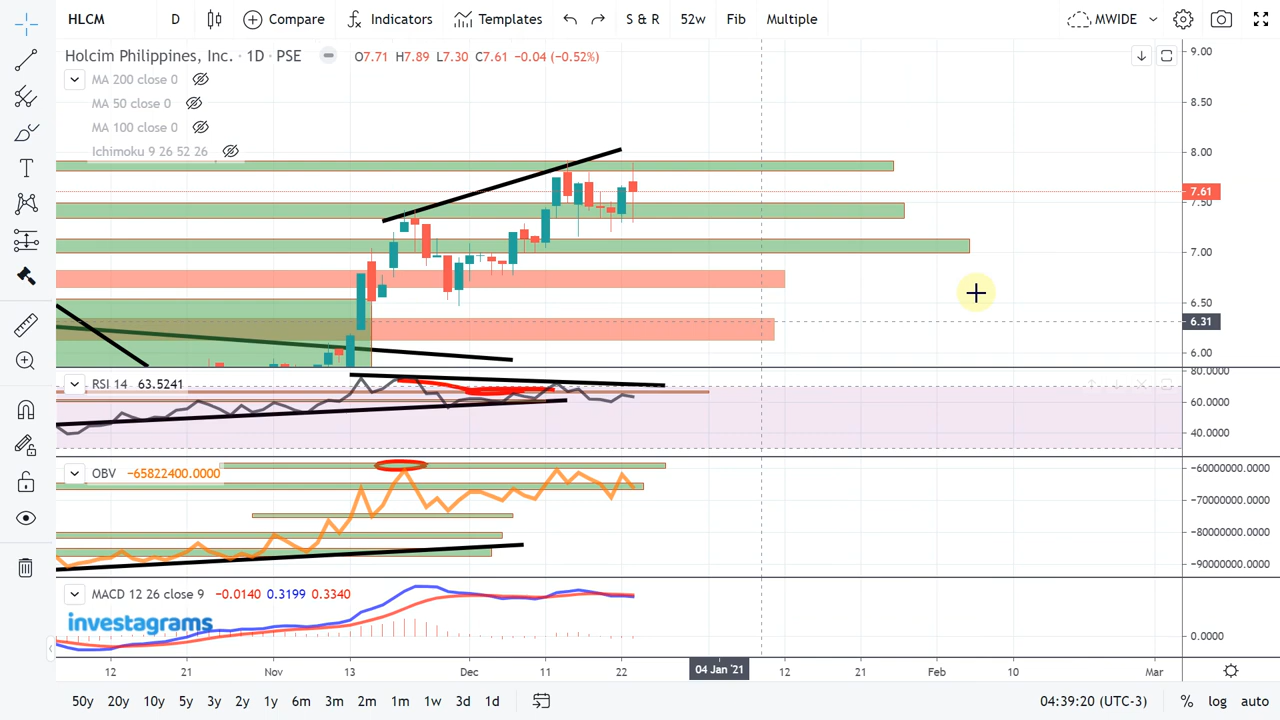 HLCM D Compare Indicators Templates S & R 52w Fib Multiple MWIDE
Holcim Philippines, Inc. · 1D · PSE O7.71 H7.89 L7.30 C7.61 −0.04 (−0.52%)
MA 200 close 0
MA 50 close 0
MA 100 close 0
Ichimoku 9 26 52 26
9.00
8.50
8.00
7.61
7.50
7.00
6.50
6.31
6.00
RSI 14 63.5241
80.0000
60.0000
40.0000
OBV −65822400.0000
−60000000.0000
−70000000.0000
−80000000.0000
−90000000.0000
MACD 12 26 close 9 −0.0140 0.3199 0.3340
investagrams
0.0000
12 21 Nov 13 Dec 11 22 04 Jan '21 12 21 Feb 10 Mar
50y 20y 10y 5y 3y 2y 1y 6m 3m 2m 1m 1w 3d 1d 04:39:20 (UTC-3) % log auto